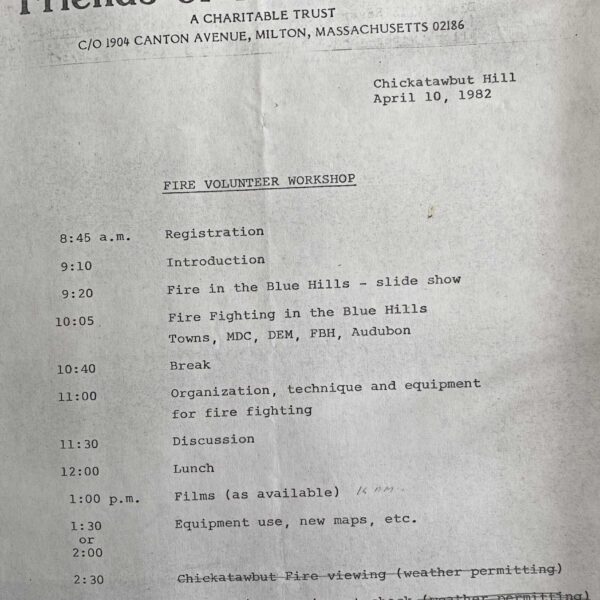 Friends of
A CHARITABLE TRUST
C/O 1904 CANTON AVENUE, MILTON, MASSACHUSETTS 02186
Chickatawbut Hill
April 10, 1982
FIRE VOLUNTEER WORKSHOP
8:45 a.m. Registration
9:10 Introduction
9:20 Fire in the Blue Hills - slide show
10:05 Fire Fighting in the Blue Hills
Towns, MDC, DEM, FBH, Audubon
10:40 Break
11:00 Organization, technique and equipment
for fire fighting
11:30 Discussion
12:00 Lunch
1:00 p.m. Films (as available)
1:30 Equipment use, new maps, etc.
or
2:00
2:30 Chickatawbut Fire viewing (weather permitting)
(weather permitting)